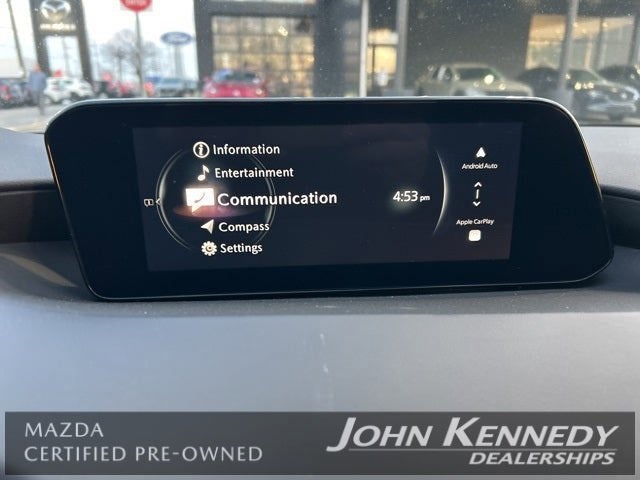 Information
Entertainment
Communication
Compass
Settings
4:53 pm
Android Auto
Apple CarPlay
MAZDA
CERTIFIED PRE-OWNED
JOHN KENNEDY
DEALERSHIPS